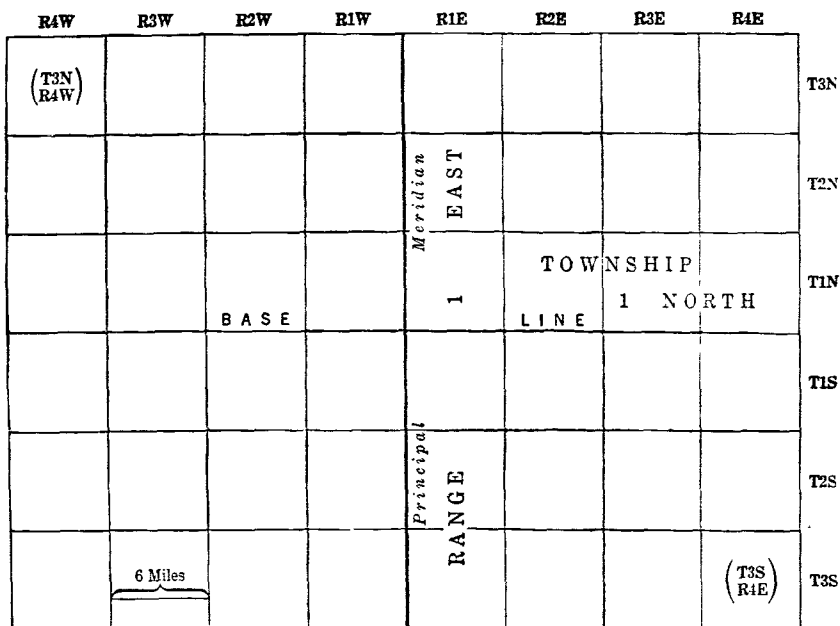 R4W R3W R2W R1W R1E R2E R3E R4E
(T3N R4W)
T3N
Meridian
EAST
T2N
TOWNSHIP
1 1 NORTH
T1N
BASE LINE
T1S
Principal
RANGE
T2S
6 Miles
(T3S R4E)
T3S